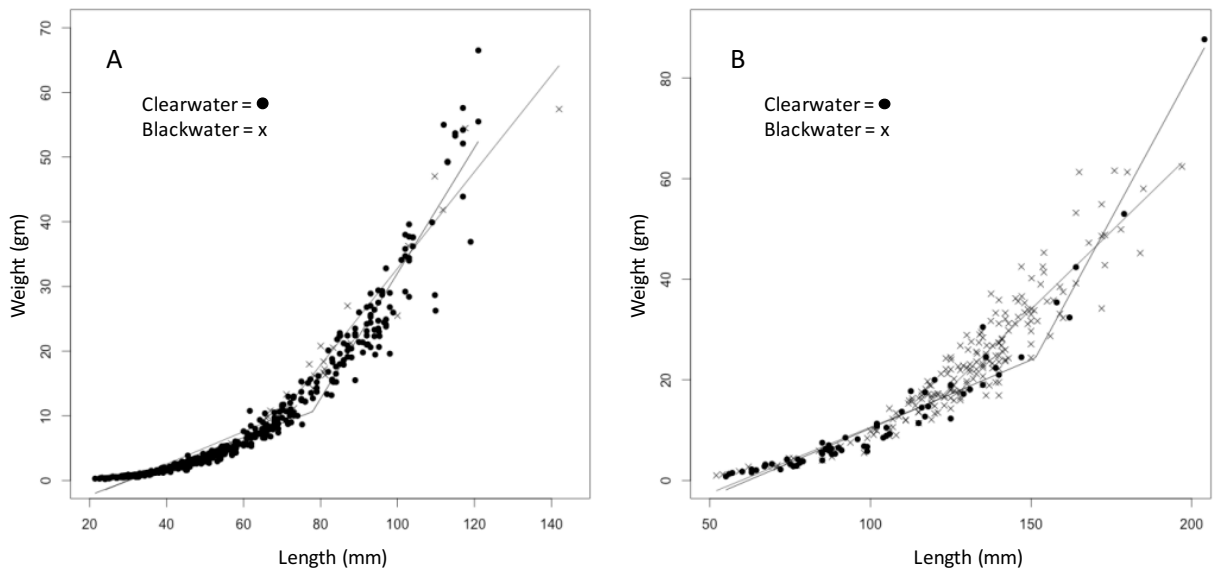 A
Clearwater = ●
Blackwater = x
Weight (gm)
70
60
50
40
30
20
10
0
20 40 60 80 100 120 140
Length (mm)
B
Clearwater = ●
Blackwater = x
Weight (gm)
80
60
40
20
0
50 100 150 200
Length (mm)